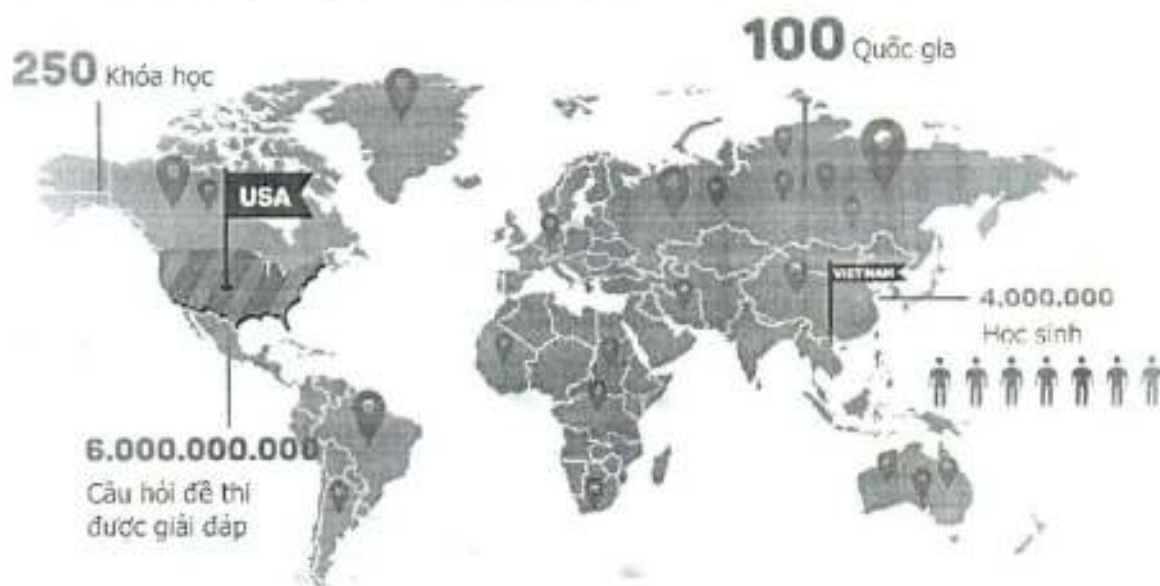 250 Khóa học
100 Quốc gia
USA
VIETNAM
4.000.000
Học sinh
6.000.000.000
Câu hỏi đề thi
được giải đáp